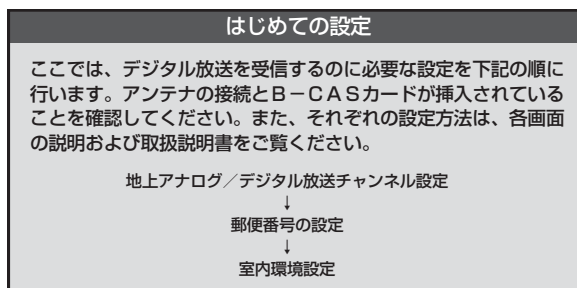 はじめての設定
ここでは、デジタル放送を受信するのに必要な設定を下記の順に
行います。アンテナの接続とB－CASカードが挿入されている
ことを確認してください。また、それぞれの設定方法は、各画面
の説明および取扱説明書をご覧ください。
地上アナログ／デジタル放送チャンネル設定
↓
郵便番号の設定
↓
室内環境設定